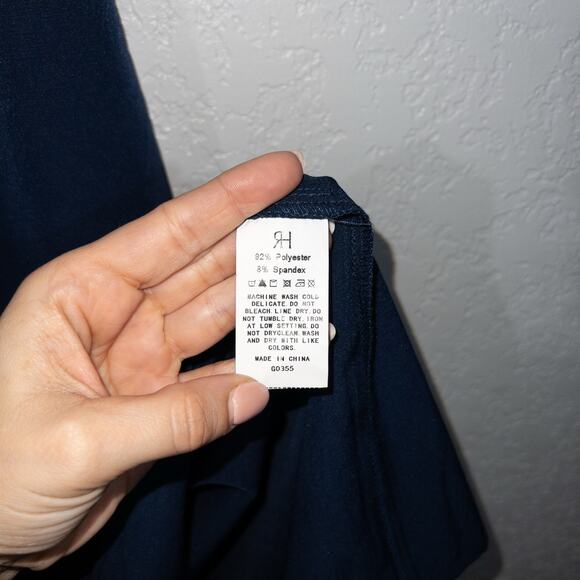 RH
92% Polyester
8% Spandex
MACHINE WASH COLD
DELICATE. DO NOT
BLEACH. LINE DRY. DO
NOT TUMBLE DRY. IRON
AT LOW SETTING. DO
NOT DRYCLEAN. WASH
AND DRY WITH LIKE
COLORS.
MADE IN CHINA
G0355